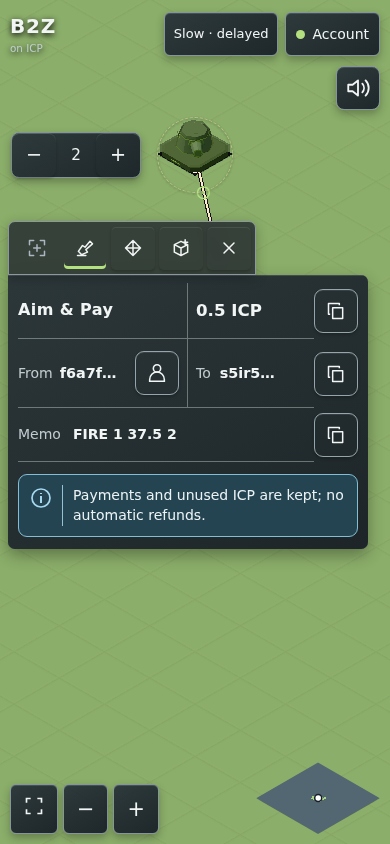 B2Z
on ICP
Slow · delayed
Account
− 2 +
Aim & Pay
0.5 ICP
From f6a7f…
To s5ir5…
Memo FIRE 1 37.5 2
Payments and unused ICP are kept; no
automatic refunds.
− +